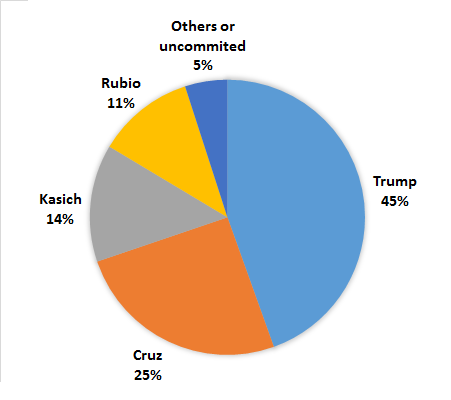 Others or
uncommited
5%
Rubio
11%
Trump
45%
Kasich
14%
Cruz
25%